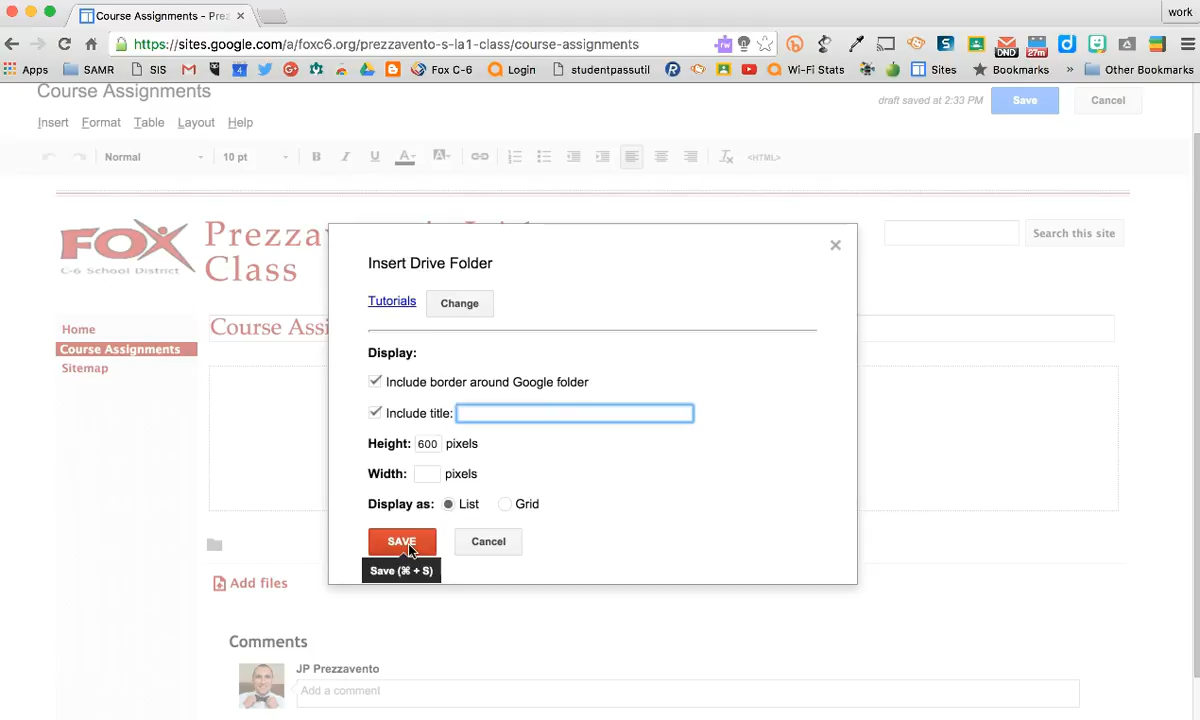 Course Assignments - Prez
work
https://sites.google.com/a/foxc6.org/prezzavento-s-la1-class/course-assignments
DND
27m
Apps
SAMR
SIS
4
Fox C-6
Login
studentpassutil
Wi-Fi Stats
Sites
Bookmarks
»
Other Bookmarks
Course Assignments
draft saved at 2:33 PM
Save
Cancel
Insert
Format
Table
Layout
Help
Normal
10 pt
B
I
U
A
A
<HTML>
FOX
C-6 School District
Class
Search this site
Insert Drive Folder
Tutorials
Change
Home
Course Assignments
Sitemap
Course Assi
Display:
Include border around Google folder
Include title:
Height: 600 pixels
Width: pixels
Display as: List Grid
SAVE
Cancel
Save (⌘ + S)
Add files
Comments
JP Prezzavento
Add a comment